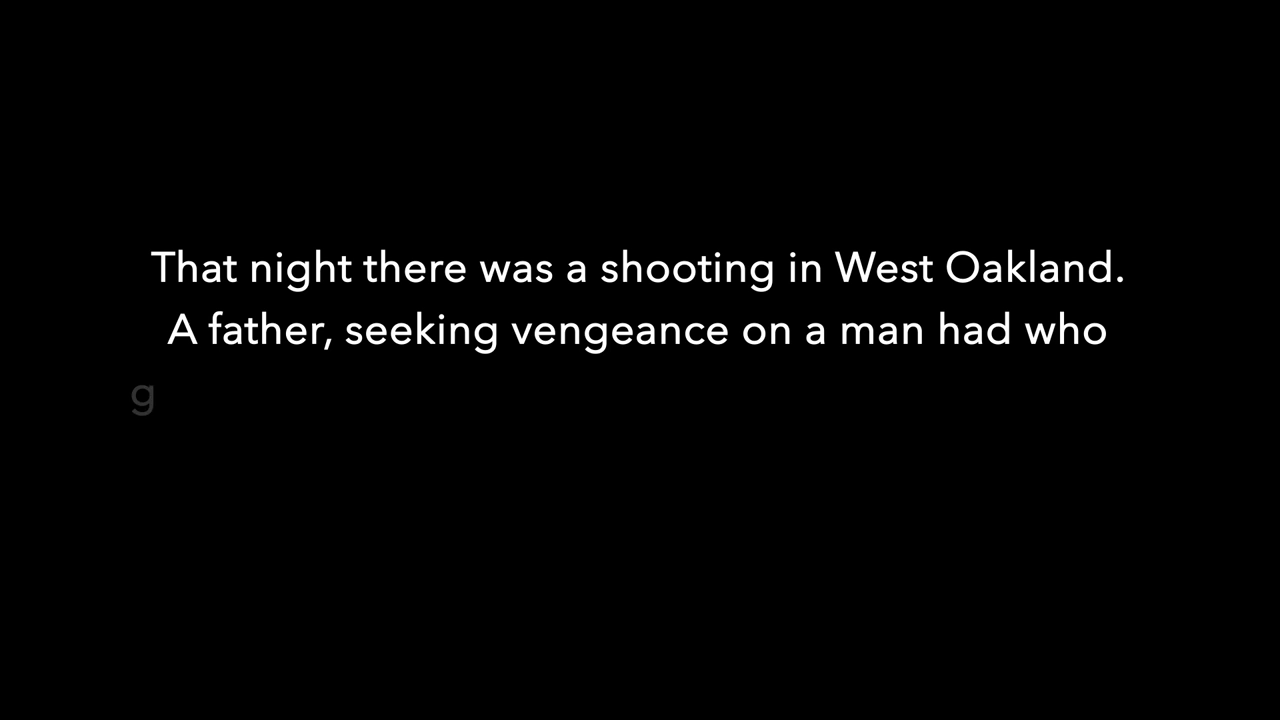 That night there was a shooting in West Oakland.
A father, seeking vengeance on a man had who
g